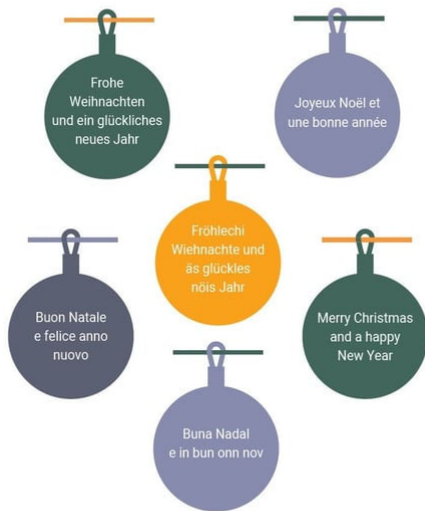 Frohe
Weihnachten
und ein glückliches
neues Jahr
Joyeux Noël et
une bonne année
Fröhlechi
Wiehnachte und
äs glückles
nöis Jahr
Buon Natale
e felice anno
nuovo
Merry Christmas
and a happy
New Year
Buna Nadal
e in bun onn nov